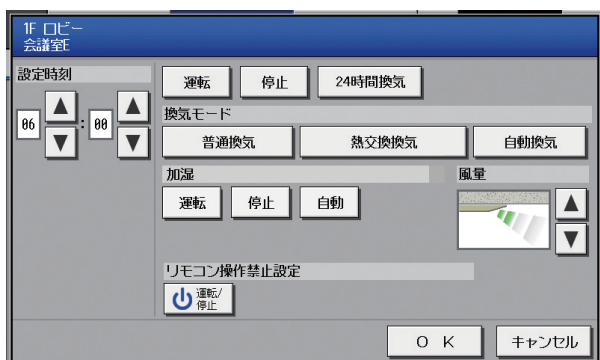 1F ロビー
会議室E
設定時刻
06 : 00
運転 停止 24時間換気
換気モード
普通換気 熱交換換気 自動換気
加湿 風量
運転 停止 自動
リモコン操作禁止設定
運転/
停止
OK キャンセル